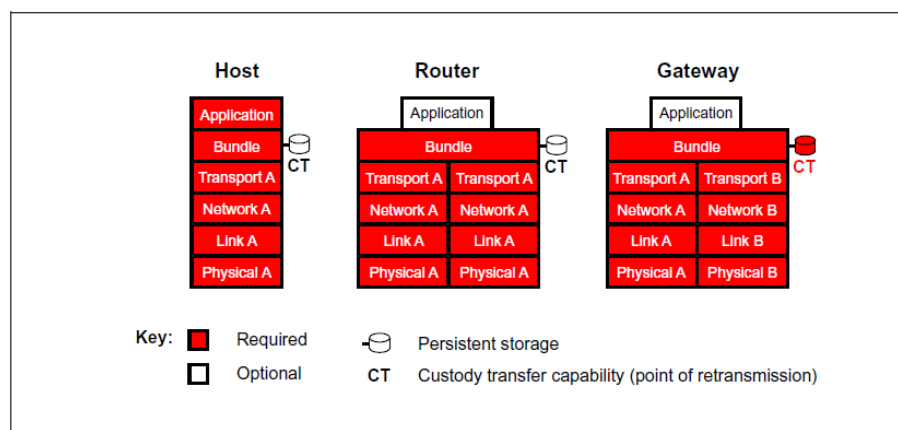 Host Router Gateway
Application Application Application
Bundle Bundle Bundle
CT CT CT
Transport A Transport A Transport A Transport A Transport B
Network A Network A Network A Network A Network B
Link A Link A Link A Link A Link B
Physical A Physical A Physical A Physical A Physical B
Key: Required Persistent storage
Optional CT Custody transfer capability (point of retransmission)